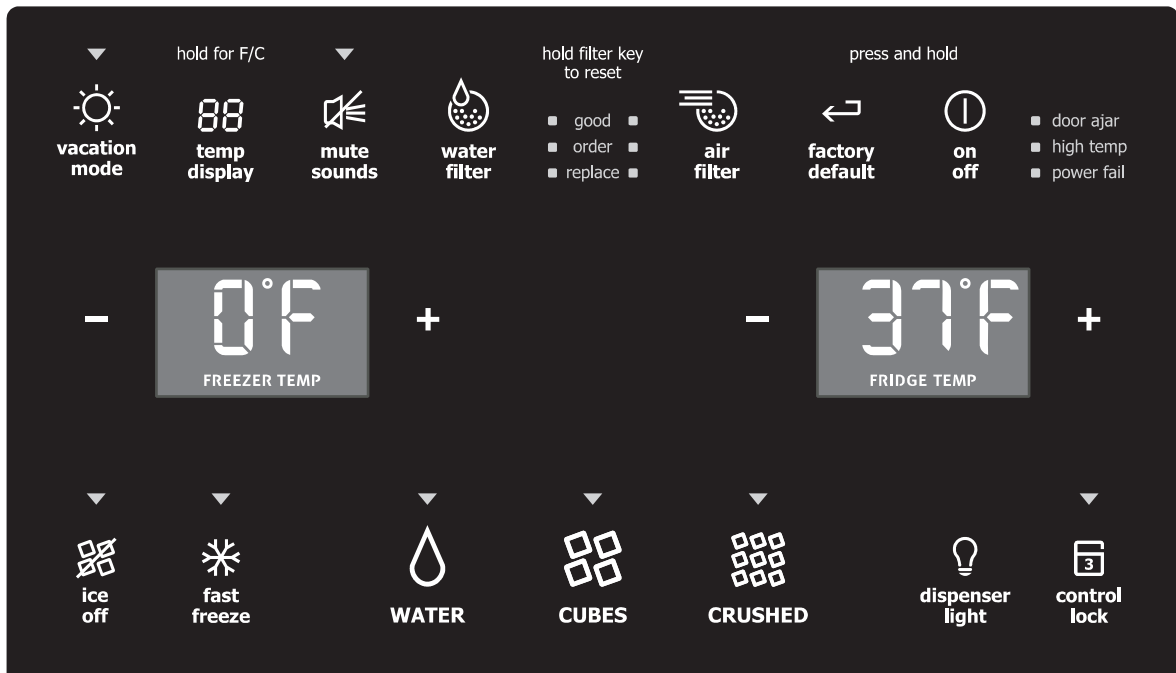 hold for F/C
hold filter key
to reset
press and hold
88
vacation
mode
temp
display
mute
sounds
water
filter
good
order
replace
air
filter
factory
default
on
off
door ajar
high temp
power fail
- 0°F +
FREEZER TEMP
- 37°F +
FRIDGE TEMP
ice
off
fast
freeze
WATER
CUBES
CRUSHED
dispenser
light
3
control
lock